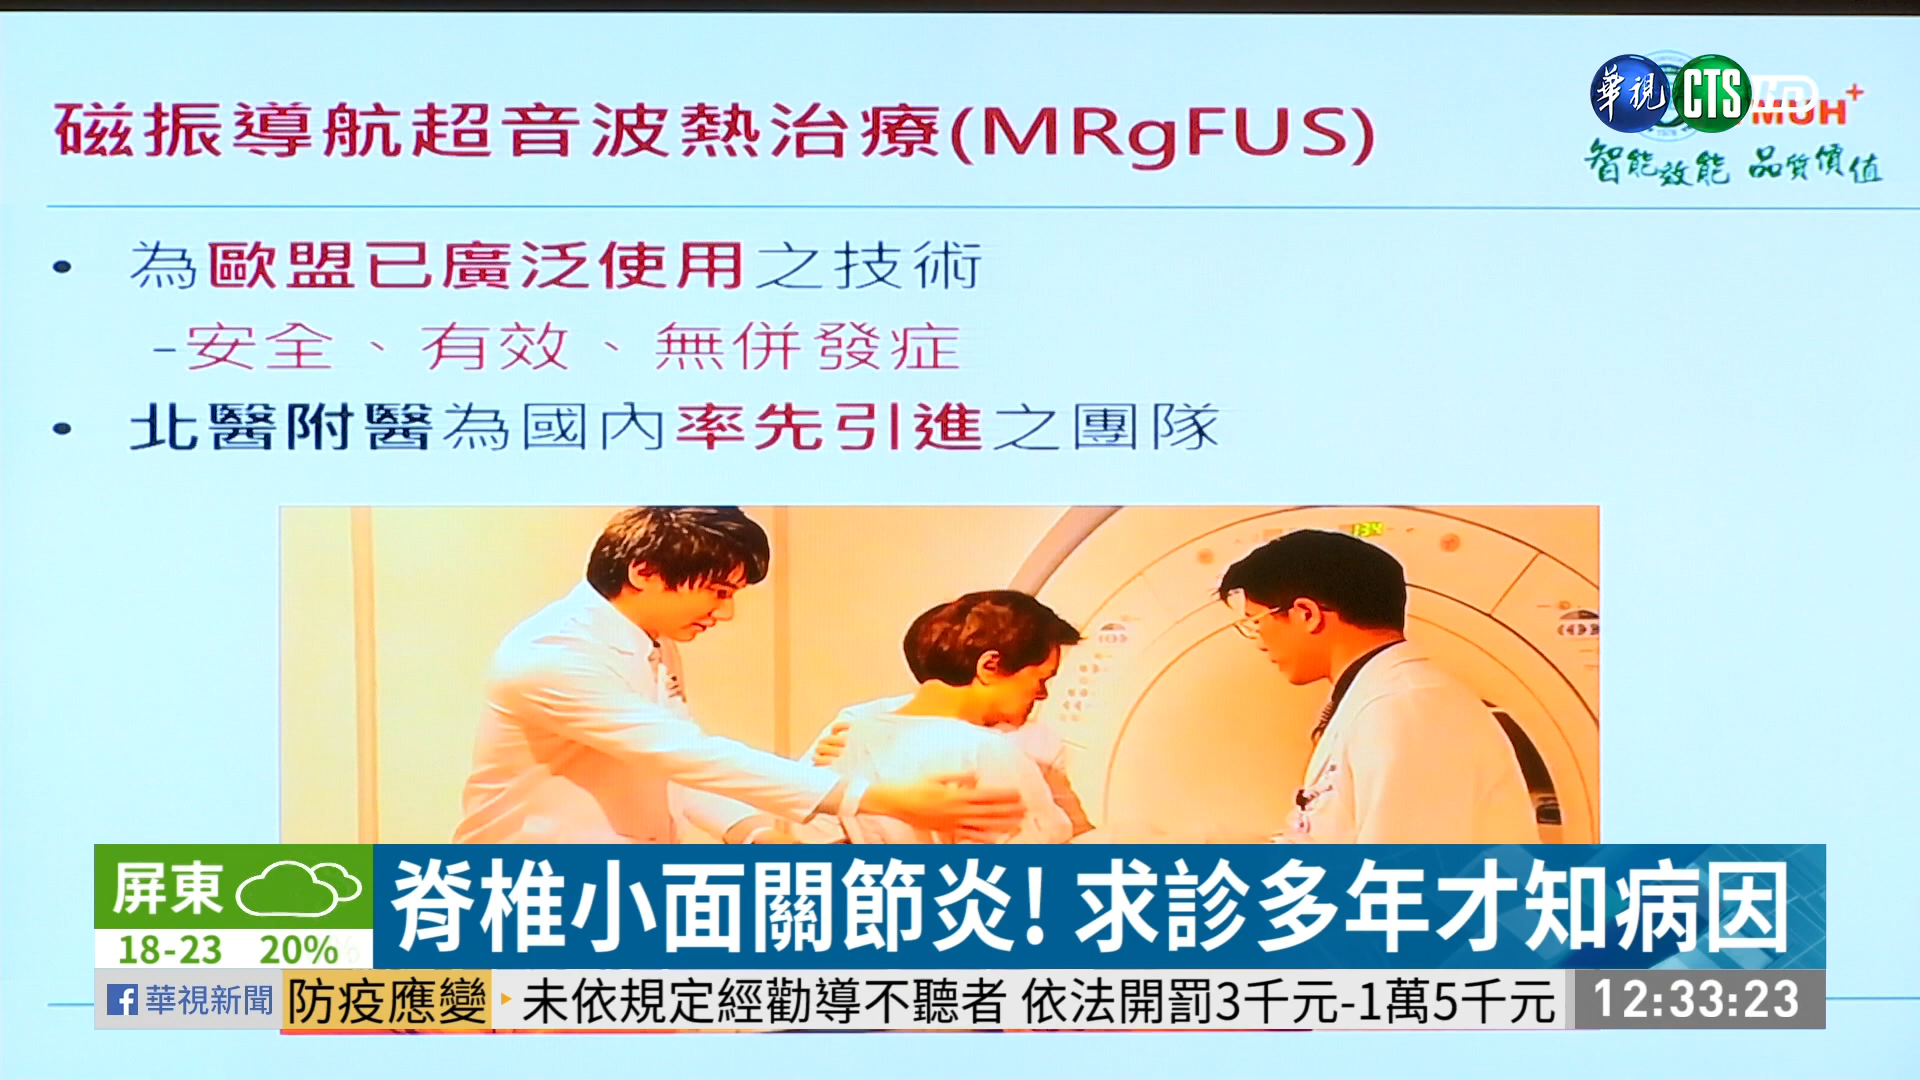 華視 CTS HD
MUH+
智能效能 品質價值
磁振導航超音波熱治療(MRgFUS)
• 為歐盟已廣泛使用之技術
-安全、有效、無併發症
• 北醫附醫為國內率先引進之團隊
134
屏東
18-23 20%
脊椎小面關節炎! 求診多年才知病因
華視新聞
防疫應變
未依規定經勸導不聽者 依法開罰3千元-1萬5千元
12:33:23